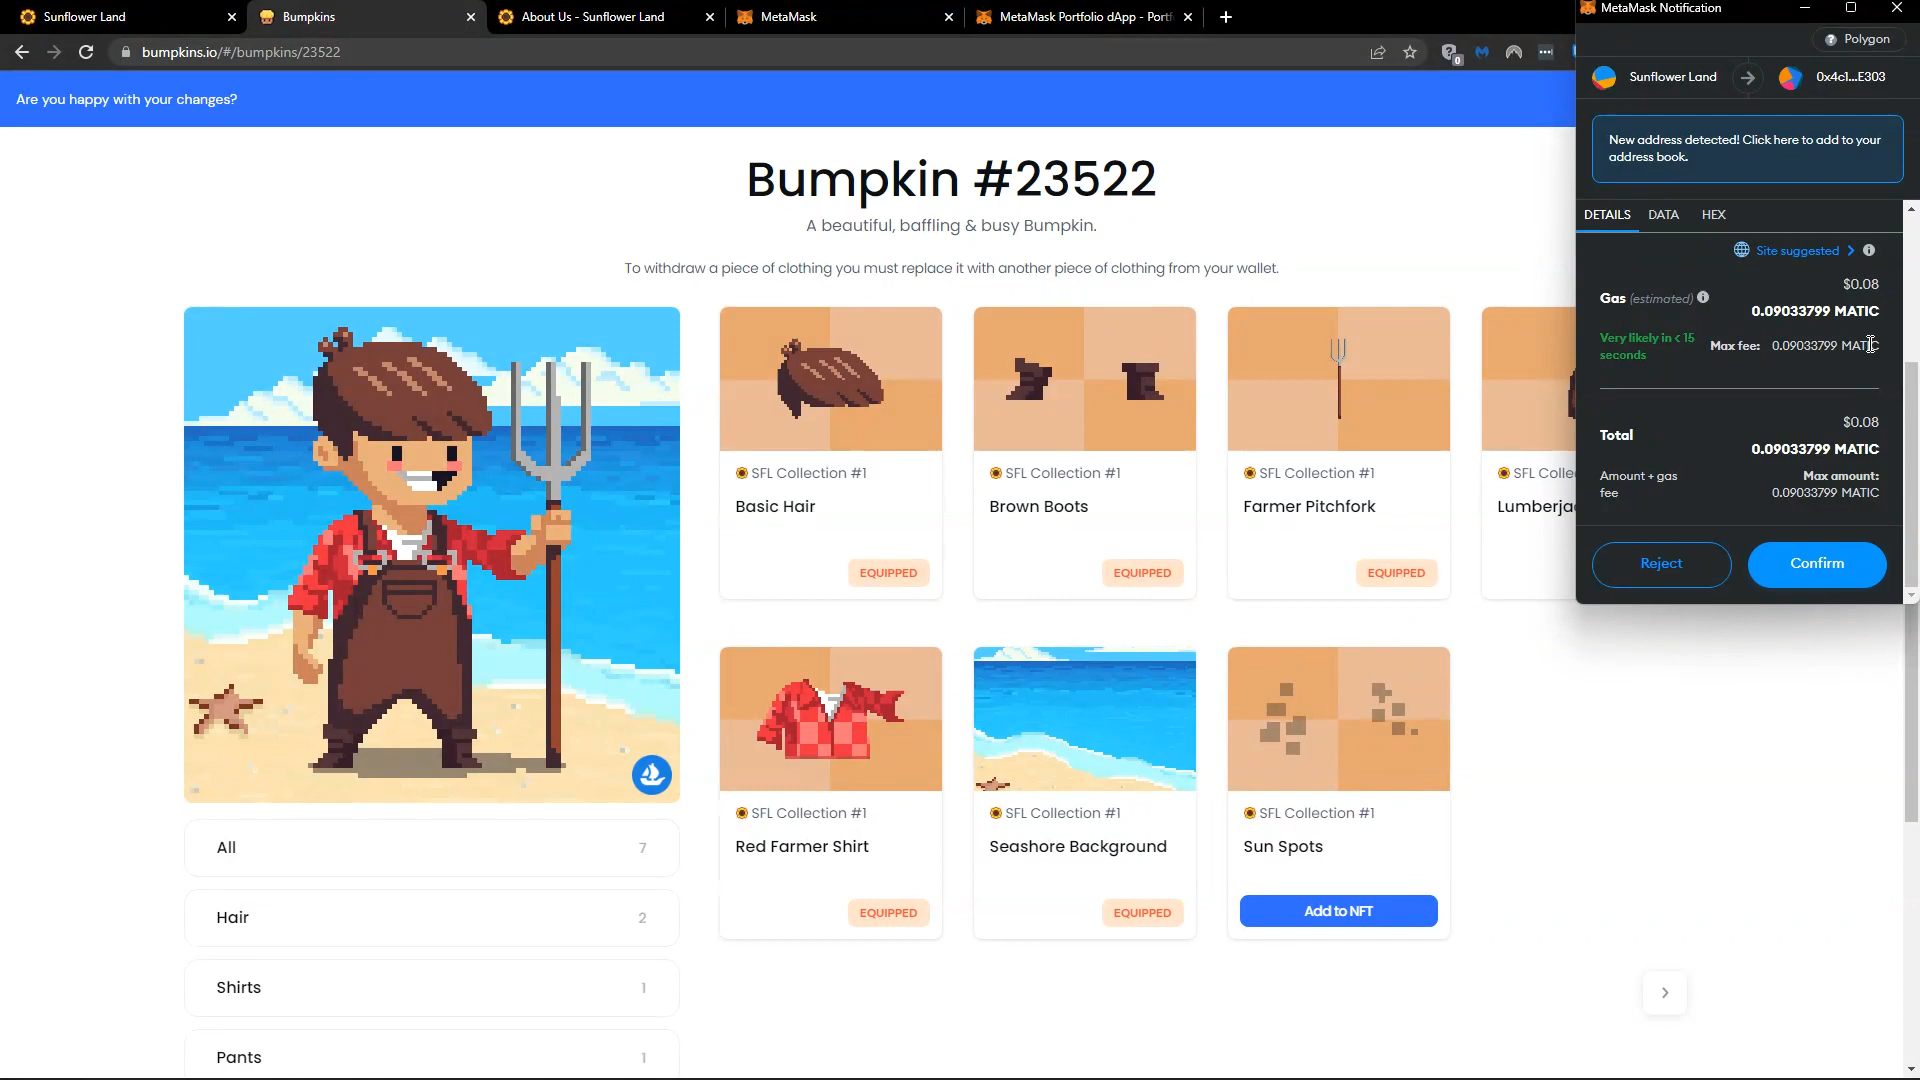 Sunflower Land
Bumpkins
About Us - Sunflower Land
MetaMask
MetaMask Portfolio dApp - Port
bumpkins.io/#/bumpkins/23522
0
Are you happy with your changes?
Bumpkin #23522
A beautiful, baffling & busy Bumpkin.
To withdraw a piece of clothing you must replace it with another piece of clothing from your wallet.
SFL Collection #1
Basic Hair
EQUIPPED
SFL Collection #1
Brown Boots
EQUIPPED
SFL Collection #1
Farmer Pitchfork
EQUIPPED
SFL Colle
Lumberja
SFL Collection #1
Red Farmer Shirt
EQUIPPED
SFL Collection #1
Seashore Background
EQUIPPED
SFL Collection #1
Sun Spots
Add to NFT
All 7
Hair 2
Shirts 1
Pants 1
MetaMask Notification
Polygon
Sunflower Land
0x4c1...E303
New address detected! Click here to add to your
address book.
DETAILS DATA HEX
Site suggested
$0.08
Gas (estimated)
0.09033799 MATIC
Very likely in < 15
seconds
Max fee: 0.09033799 MATIC
$0.08
Total
0.09033799 MATIC
Amount + gas
fee
Max amount:
0.09033799 MATIC
Reject
Confirm